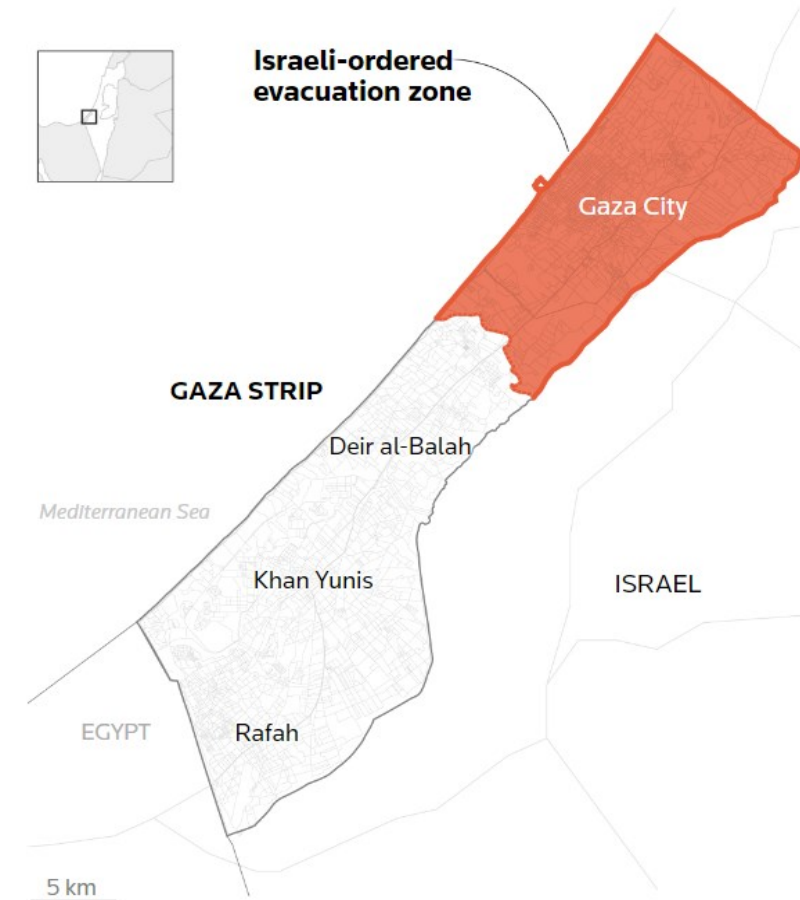 Israeli-ordered
evacuation zone
Gaza City
GAZA STRIP
Deir al-Balah
Mediterranean Sea
Khan Yunis
ISRAEL
EGYPT
Rafah
5 km